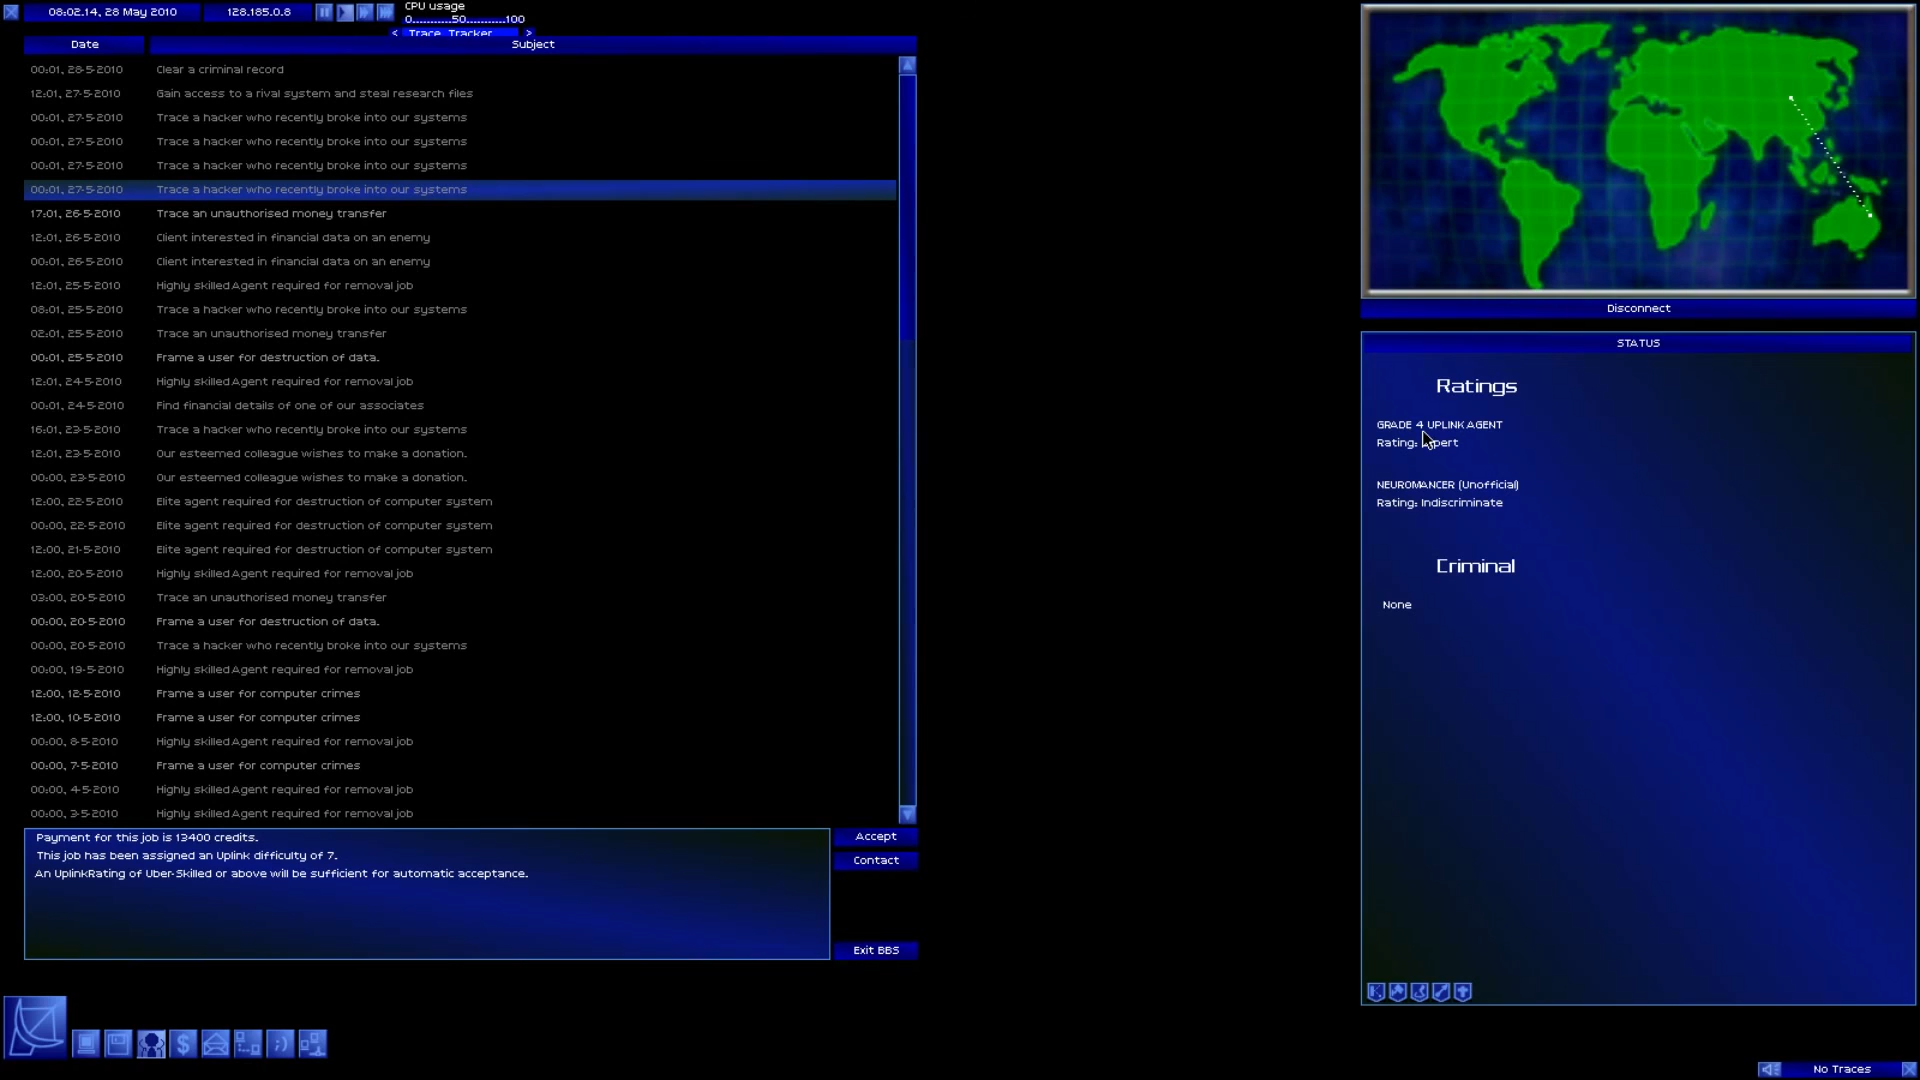 08:02.14, 28 May 2010
128.185.0.8
CPU usage
0............50...........100
< Trace_Tracker >
Date Subject
00:01, 28-5-2010 Clear a criminal record
12:01, 27-5-2010 Gain access to a rival system and steal research files
00:01, 27-5-2010 Trace a hacker who recently broke into our systems
00:01, 27-5-2010 Trace a hacker who recently broke into our systems
00:01, 27-5-2010 Trace a hacker who recently broke into our systems
00:01, 27-5-2010 Trace a hacker who recently broke into our systems
17:01, 26-5-2010 Trace an unauthorised money transfer
12:01, 26-5-2010 Client interested in financial data on an enemy
00:01, 26-5-2010 Client interested in financial data on an enemy
12:01, 25-5-2010 Highly skilled Agent required for removal job
08:01, 25-5-2010 Trace a hacker who recently broke into our systems
02:01, 25-5-2010 Trace an unauthorised money transfer
00:01, 25-5-2010 Frame a user for destruction of data.
12:01, 24-5-2010 Highly skilled Agent required for removal job
00:01, 24-5-2010 Find financial details of one of our associates
16:01, 23-5-2010 Trace a hacker who recently broke into our systems
12:01, 23-5-2010 Our esteemed colleague wishes to make a donation.
00:00, 23-5-2010 Our esteemed colleague wishes to make a donation.
12:00, 22-5-2010 Elite agent required for destruction of computer system
00:00, 22-5-2010 Elite agent required for destruction of computer system
12:00, 21-5-2010 Elite agent required for destruction of computer system
12:00, 20-5-2010 Highly skilled Agent required for removal job
03:00, 20-5-2010 Trace an unauthorised money transfer
00:00, 20-5-2010 Frame a user for destruction of data.
00:00, 20-5-2010 Trace a hacker who recently broke into our systems
00:00, 19-5-2010 Highly skilled Agent required for removal job
12:00, 12-5-2010 Frame a user for computer crimes
12:00, 10-5-2010 Frame a user for computer crimes
00:00, 8-5-2010 Highly skilled Agent required for removal job
00:00, 7-5-2010 Frame a user for computer crimes
00:00, 4-5-2010 Highly skilled Agent required for removal job
00:00, 3-5-2010 Highly skilled Agent required for removal job
Payment for this job is 13400 credits.
This job has been assigned an Uplink difficulty of 7.
An UplinkRating of Uber-Skilled or above will be sufficient for automatic acceptance.
Accept
Contact
Exit BBS
Disconnect
STATUS
Ratings
GRADE 4 UPLINK AGENT
Rating:
NEUROMANCER (Unofficial)
Rating: Indiscriminate
Criminal
None
No Traces